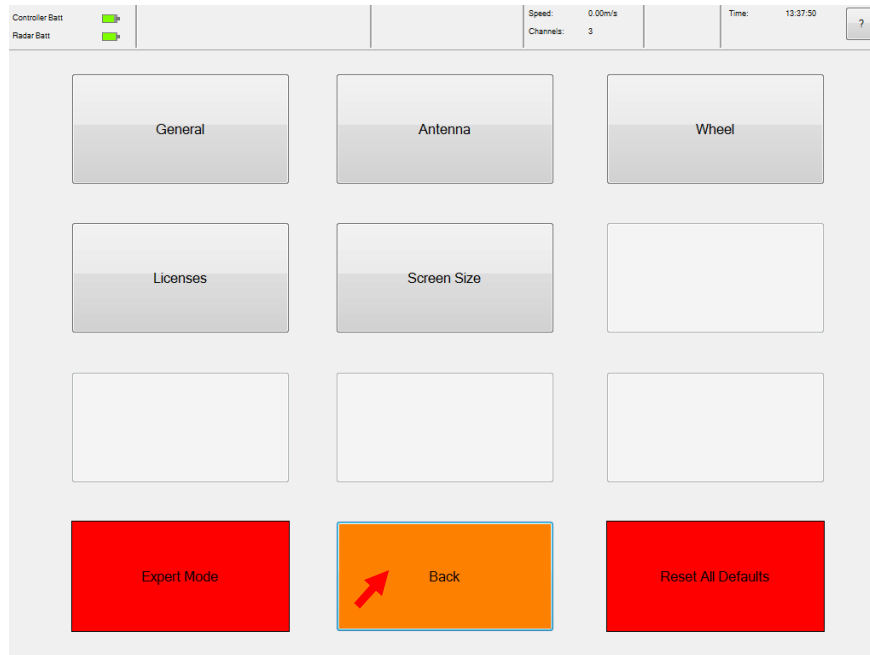 Controller Batt
Radar Batt
Speed: 0.00m/s
Channels: 3
Time: 13:37:50
?
General
Antenna
Wheel
Licenses
Screen Size
Expert Mode
Back
Reset All Defaults